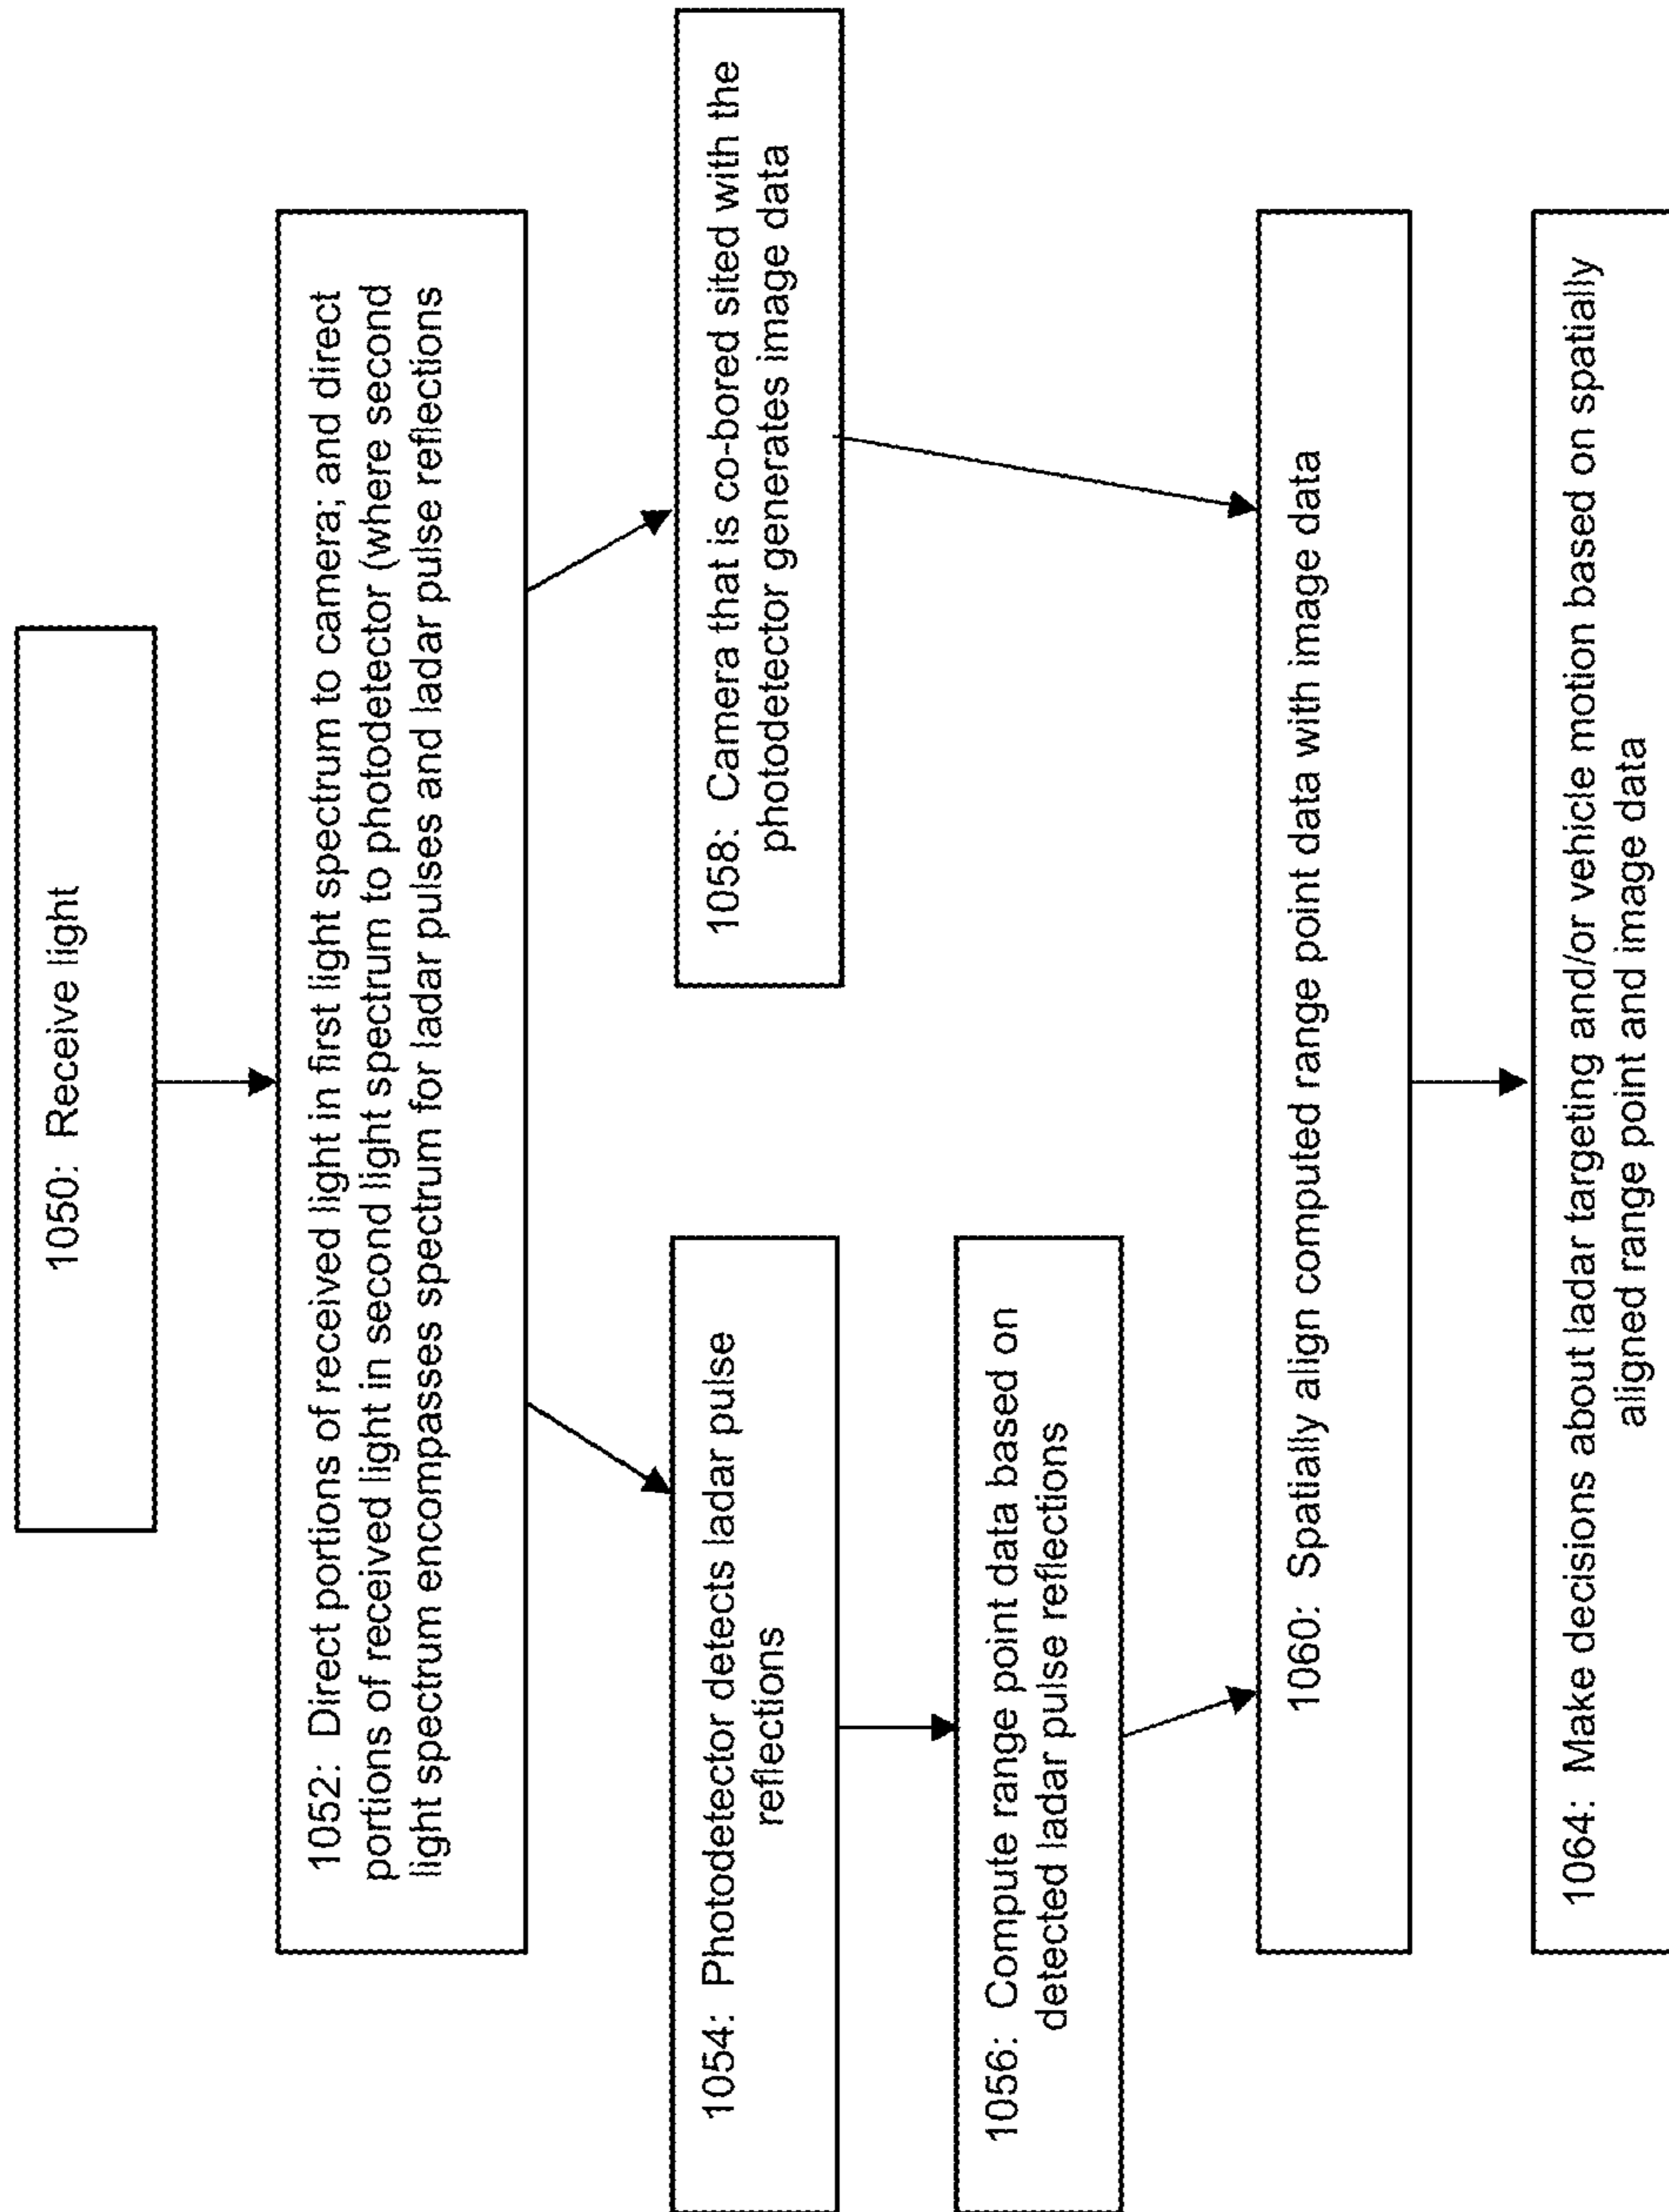 1050: Receive light
1052: Direct portions of received light in first light spectrum to camera; and direct
portions of received light in second light spectrum to photodetector (where second
light spectrum encompasses spectrum for ladar pulses and ladar pulse reflections
1054: Photodetector detects ladar pulse
reflections
1056: Compute range point data based on
detected ladar pulse reflections
1058: Camera that is co-bored sited with the
photodetector generates image data
1060: Spatially align computed range point data with image data
1064: Make decisions about ladar targeting and/or vehicle motion based on spatially
aligned range point and image data